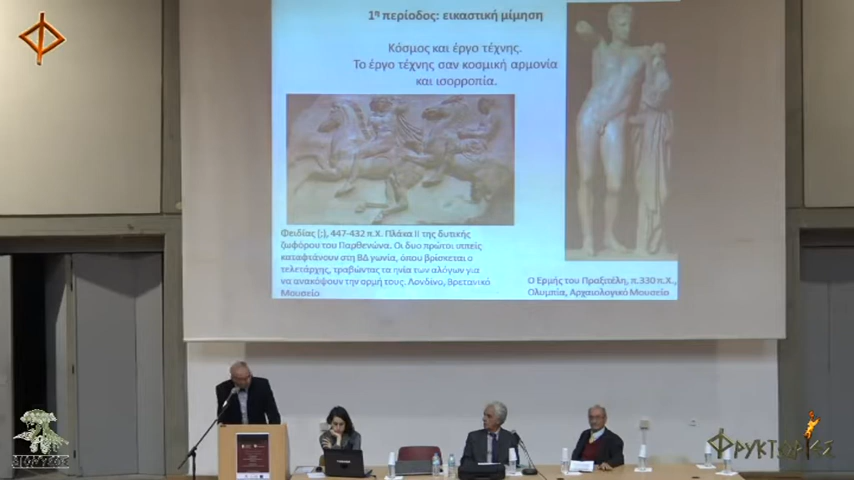 1η περίοδος: εικαστική μίμηση
Κόσμος και έργο τέχνης.
Το έργο τέχνης σαν κοσμική αρμονία
και ισορροπία.
Φειδίας (;), 447-432 π.Χ. Πλάκα ΙΙ της δυτικής
ζωφόρου του Παρθενώνα. Οι δυο πρώτοι ιππείς
καταφτάνουν στη ΒΔ γωνία, όπου βρίσκεται ο
τελετάρχης, τραβώντας τα ηνία των αλόγων για
να ανακόψουν την ορμή τους. Λονδίνο, Βρετανικό
Μουσείο
Ο Ερμής του Πραξιτέλη, π.330 π.Χ.,
Ολυμπία, Αρχαιολογικό Μουσείο
ΦΡΥΚΤΩΡΙΕΣ